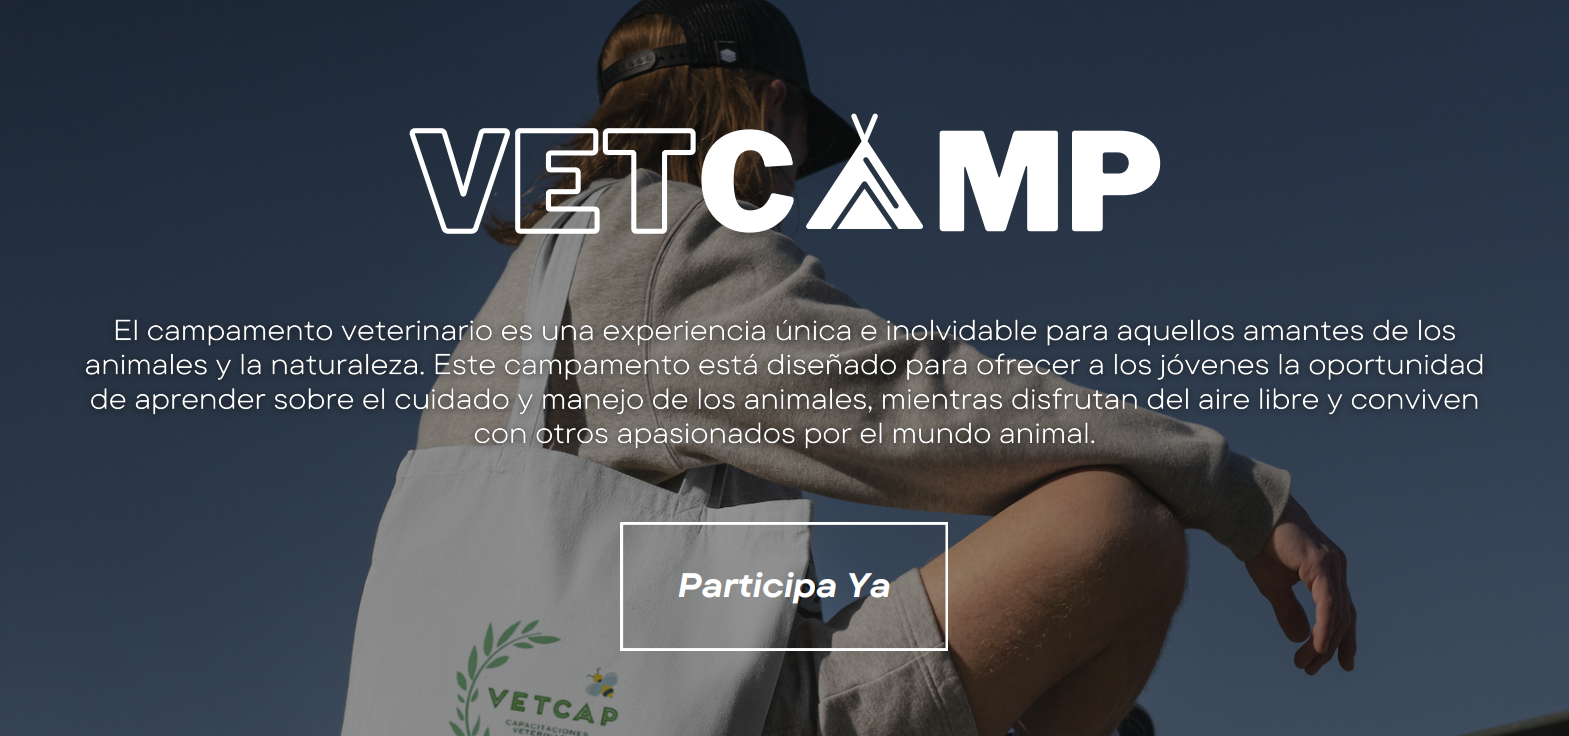 VETCAMP
El campamento veterinario es una experiencia única e inolvidable para aquellos amantes de los
animales y la naturaleza. Este campamento está diseñado para ofrecer a los jóvenes la oportunidad
de aprender sobre el cuidado y manejo de los animales, mientras disfrutan del aire libre y conviven
con otros apasionados por el mundo animal.
Participa Ya
VETCAP
CAPACITACIONES